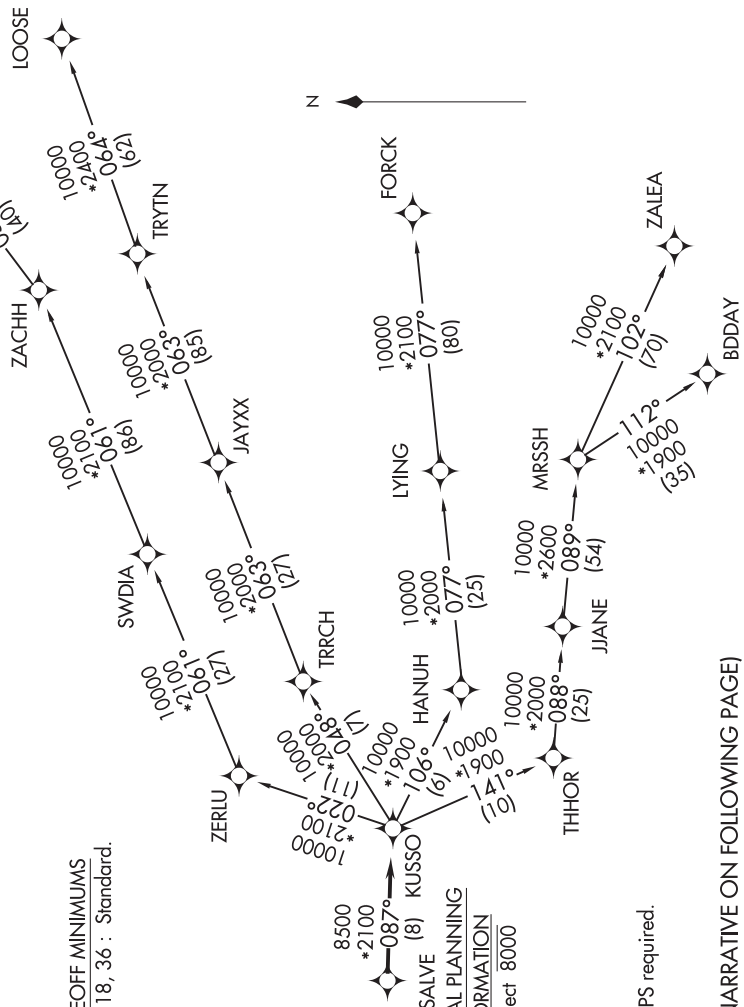 LOOSE
10000
*2400
064°
(62)
N
(40)
ZACHH
TRYTN
10000
*2000
063°
(85)
FORCK
10000
*2100
077°
(80)
ZALEA
10000
*2100
102°
(70)
BDDAY
112°
10000
*1900
(35)
10000
*2100
061°
(86)
JAYXX
LYING
MRSSH
SWDIA
10000
*2000
063°
(27)
10000
*2000
077°
(25)
10000
*2600
089°
(54)
JJANE
10000
*2100
061°
(27)
TRRCH
HANUH
10000
*2000
088°
(25)
ZERLU
10000
*2100
022°
(11)
10000
*2000
048°
(7)
10000
*1900
106°
(6)
10000
*1900
141°
(10)
THHOR
KUSSO
8500
*2100
087°
(8)
SALVE
EOFF MINIMUMS
18, 36 : Standard.
AL PLANNING
ORMATION
ect 8000
PS required.
NARRATIVE ON FOLLOWING PAGE)